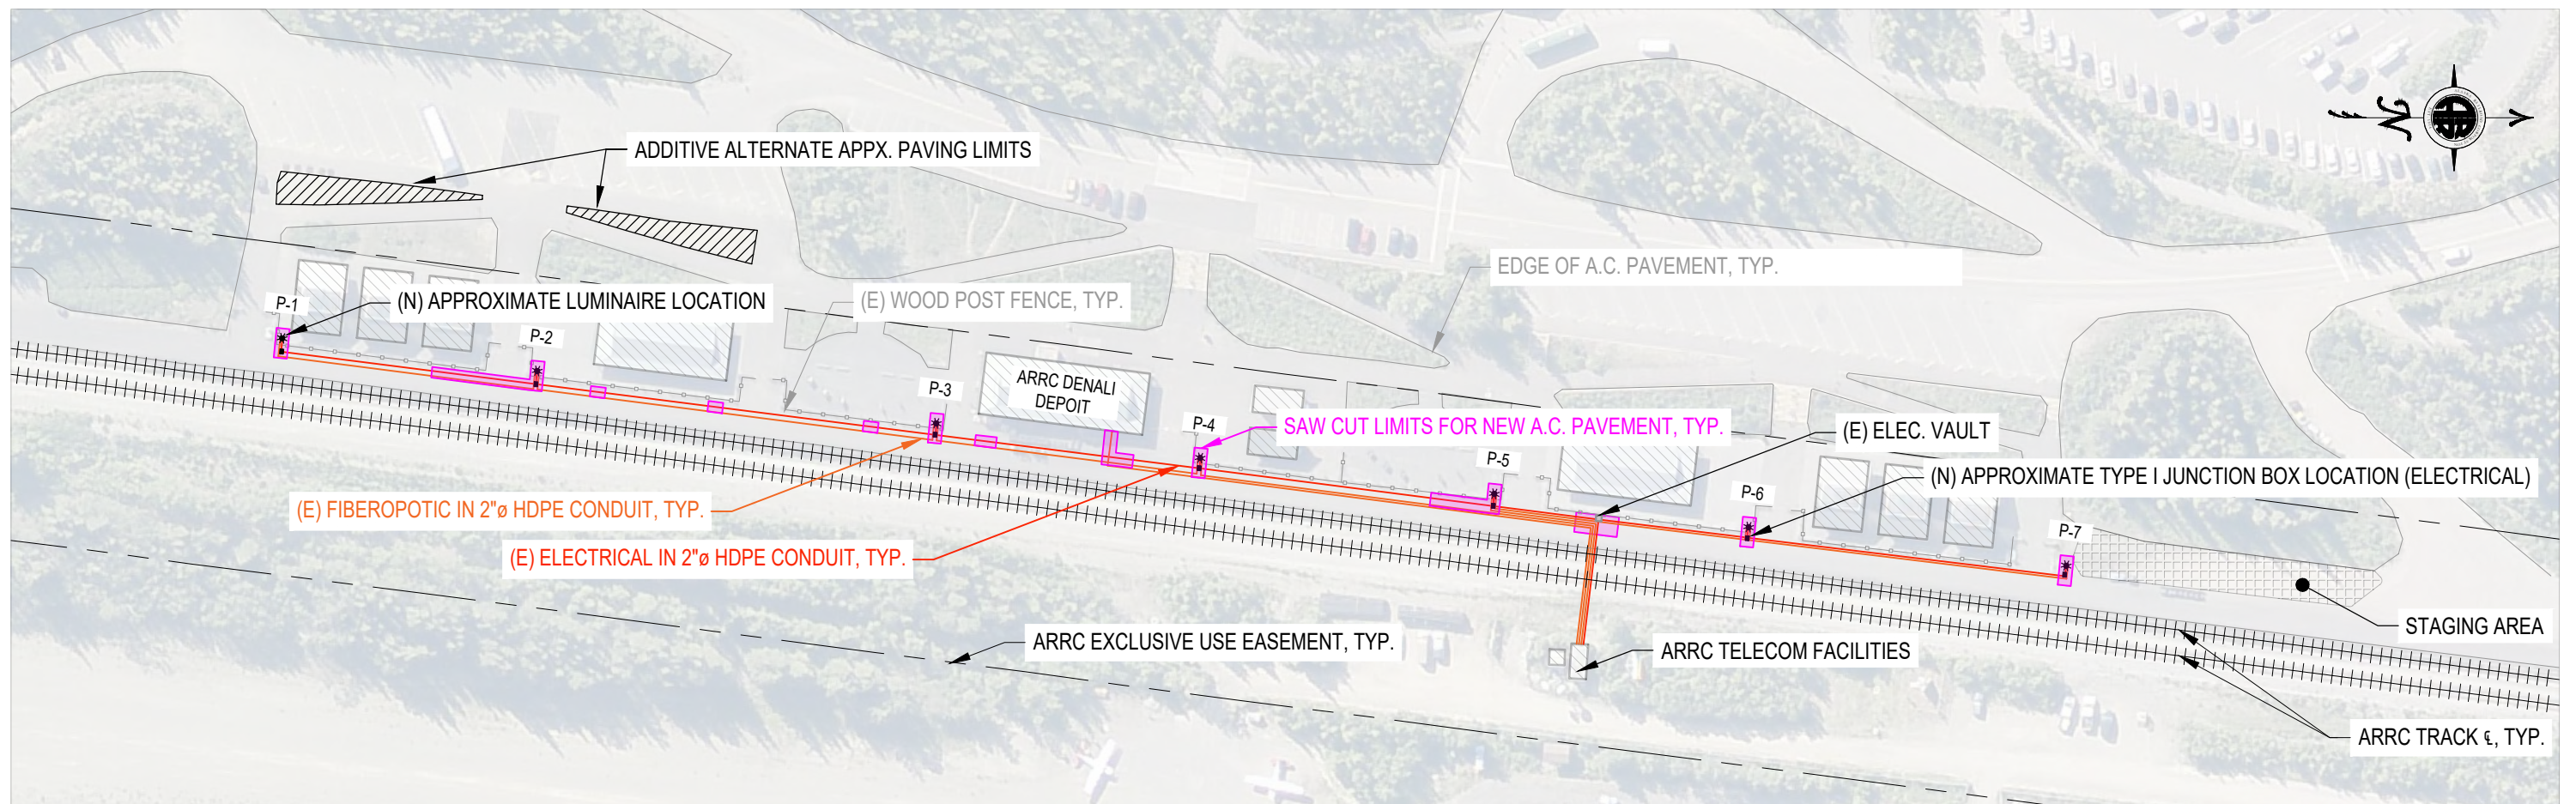 ADDITIVE ALTERNATE APPX. PAVING LIMITS
N
EDGE OF A.C. PAVEMENT, TYP.
P-1
(N) APPROXIMATE LUMINAIRE LOCATION
(E) WOOD POST FENCE, TYP.
P-2
P-3
ARRC DENALI
DEPOIT
P-4
SAW CUT LIMITS FOR NEW A.C. PAVEMENT, TYP.
(E) ELEC. VAULT
P-5
(N) APPROXIMATE TYPE I JUNCTION BOX LOCATION (ELECTRICAL)
P-6
(E) FIBEROPOTIC IN 2"ø HDPE CONDUIT, TYP.
P-7
(E) ELECTRICAL IN 2"ø HDPE CONDUIT, TYP.
STAGING AREA
ARRC EXCLUSIVE USE EASEMENT, TYP.
ARRC TELECOM FACILITIES
ARRC TRACK ℄, TYP.